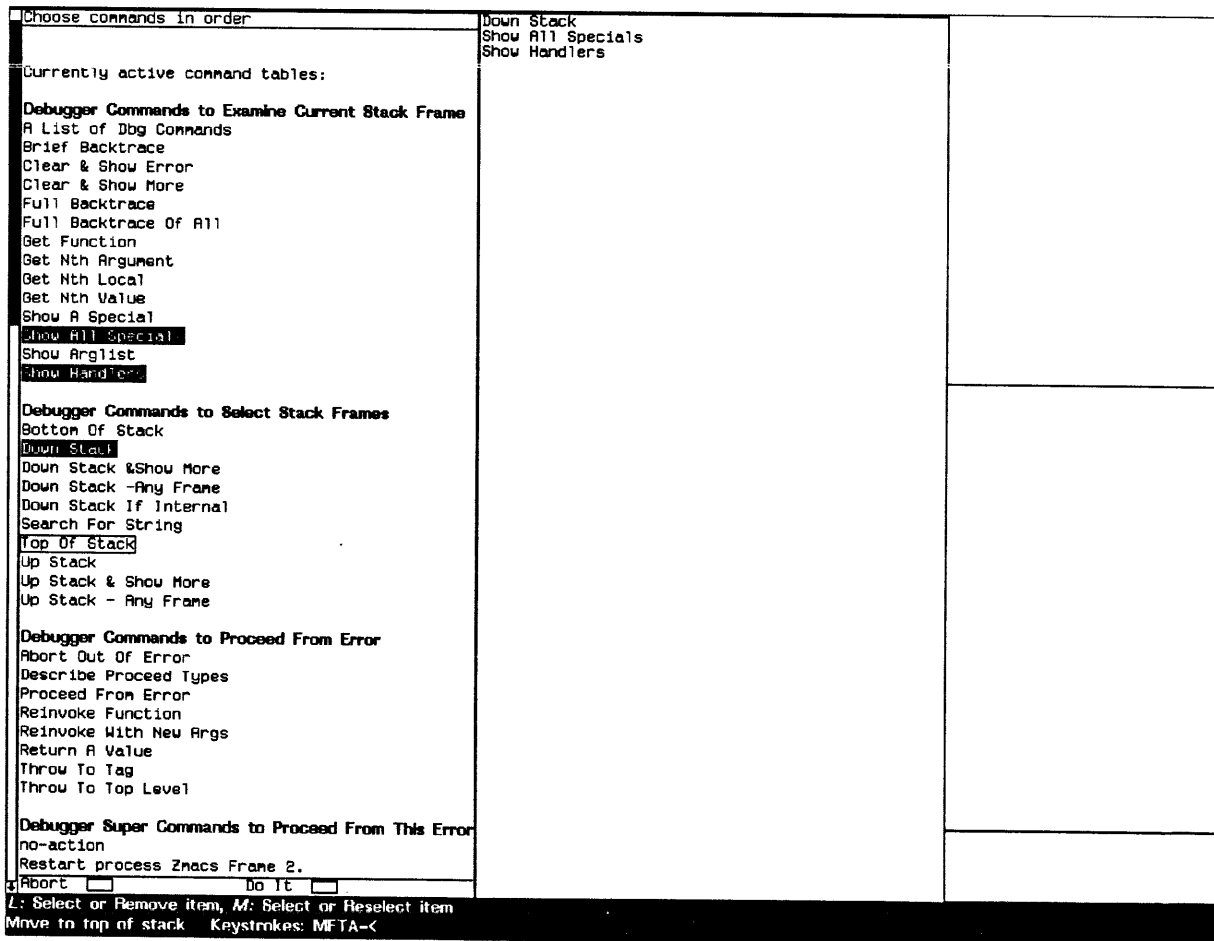 Choose commands in order
Currently active command tables:
Debugger Commands to Examine Current Stack Frame
A List of Dbg Commands
Brief Backtrace
Clear & Show Error
Clear & Show More
Full Backtrace
Full Backtrace Of All
Get Function
Get Nth Argument
Get Nth Local
Get Nth Value
Show A Special
Show All Special
Show Arglist
Show Handlers
Debugger Commands to Select Stack Frames
Bottom Of Stack
Down Stack
Down Stack &Show More
Down Stack -Any Frame
Down Stack If Internal
Search For String
Top Of Stack
Up Stack
Up Stack & Show More
Up Stack - Any Frame
Debugger Commands to Proceed From Error
Abort Out Of Error
Describe Proceed Types
Proceed From Error
Reinvoke Function
Reinvoke With New Args
Return A Value
Throw To Tag
Throw To Top Level
Debugger Super Commands to Proceed From This Error
no-action
Restart process Zmacs Frame 2.
Abort Do It
L: Select or Remove item, M: Select or Reselect item
Move to top of stack Keystrokes: META-<
Down Stack
Show All Specials
Show Handlers